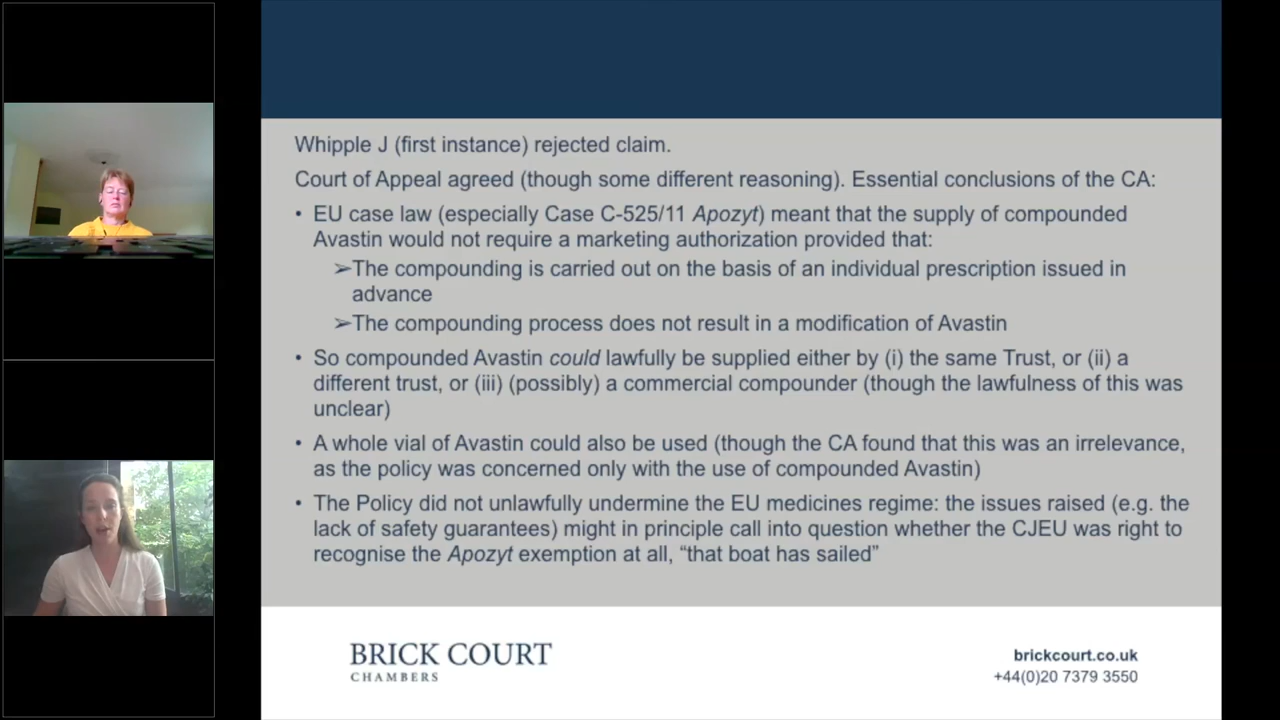 Whipple J (first instance) rejected claim.
Court of Appeal agreed (though some different reasoning). Essential conclusions of the CA:
• EU case law (especially Case C-525/11 Apozyt) meant that the supply of compounded
Avastin would not require a marketing authorization provided that:
➢The compounding is carried out on the basis of an individual prescription issued in
advance
➢The compounding process does not result in a modification of Avastin
• So compounded Avastin could lawfully be supplied either by (i) the same Trust, or (ii) a
different trust, or (iii) (possibly) a commercial compounder (though the lawfulness of this was
unclear)
• A whole vial of Avastin could also be used (though the CA found that this was an irrelevance,
as the policy was concerned only with the use of compounded Avastin)
• The Policy did not unlawfully undermine the EU medicines regime: the issues raised (e.g. the
lack of safety guarantees) might in principle call into question whether the CJEU was right to
recognise the Apozyt exemption at all, “that boat has sailed”
BRICK COURT
CHAMBERS
brickcourt.co.uk
+44(0)20 7379 3550